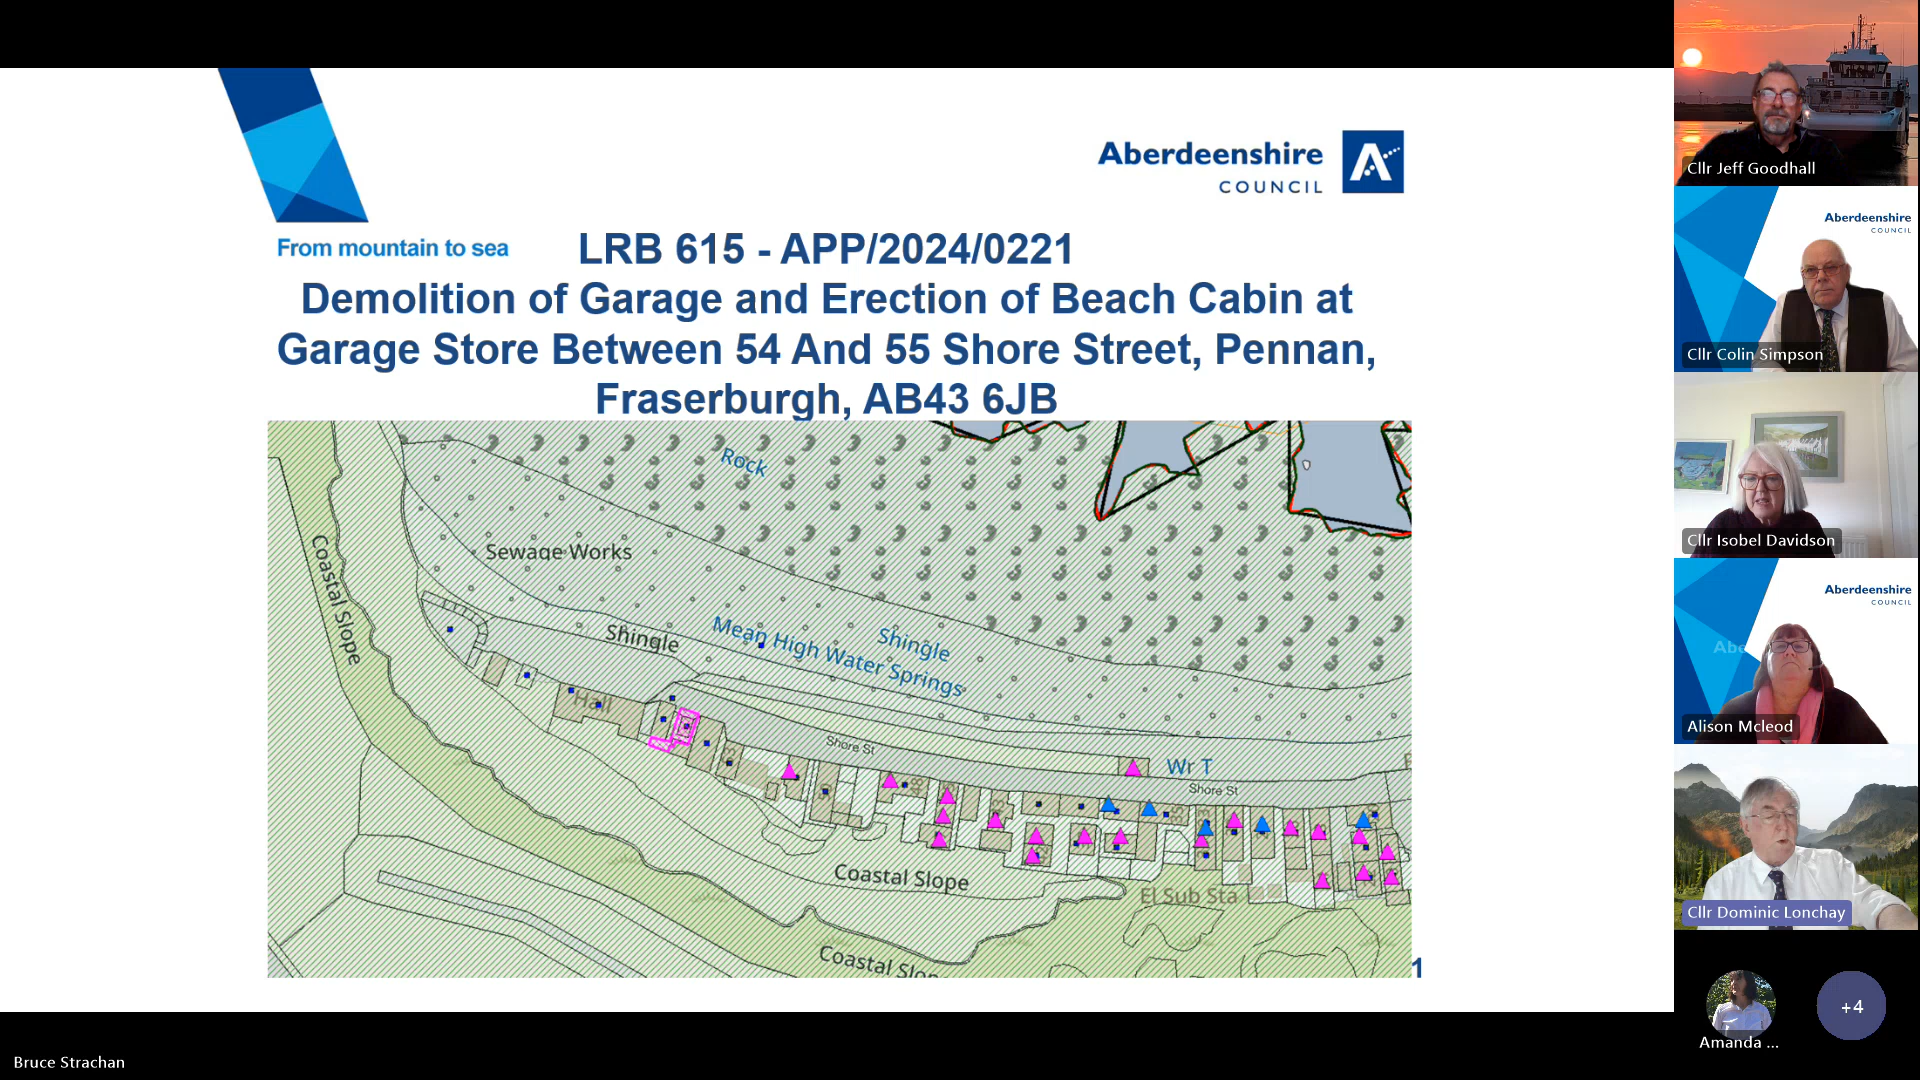 Aberdeenshire
COUNCIL
From mountain to sea
LRB 615 - APP/2024/0221
Demolition of Garage and Erection of Beach Cabin at
Garage Store Between 54 And 55 Shore Street, Pennan,
Fraserburgh, AB43 6JB
Rock
Coastal Slope
Sewage Works
Shingle
Mean High Water Springs
Shingle
Hall
Shore St
Wr T
Shore St
Coastal Slope
El Sub Sta
Coastal Slop
1
Bruce Strachan
Cllr Jeff Goodhall
Aberdeenshire
COUNCIL
Cllr Colin Simpson
Cllr Isobel Davidson
Aberdeenshire
COUNCIL
Abe
Alison Mcleod
Cllr Dominic Lonchay
Amanda ...
+4